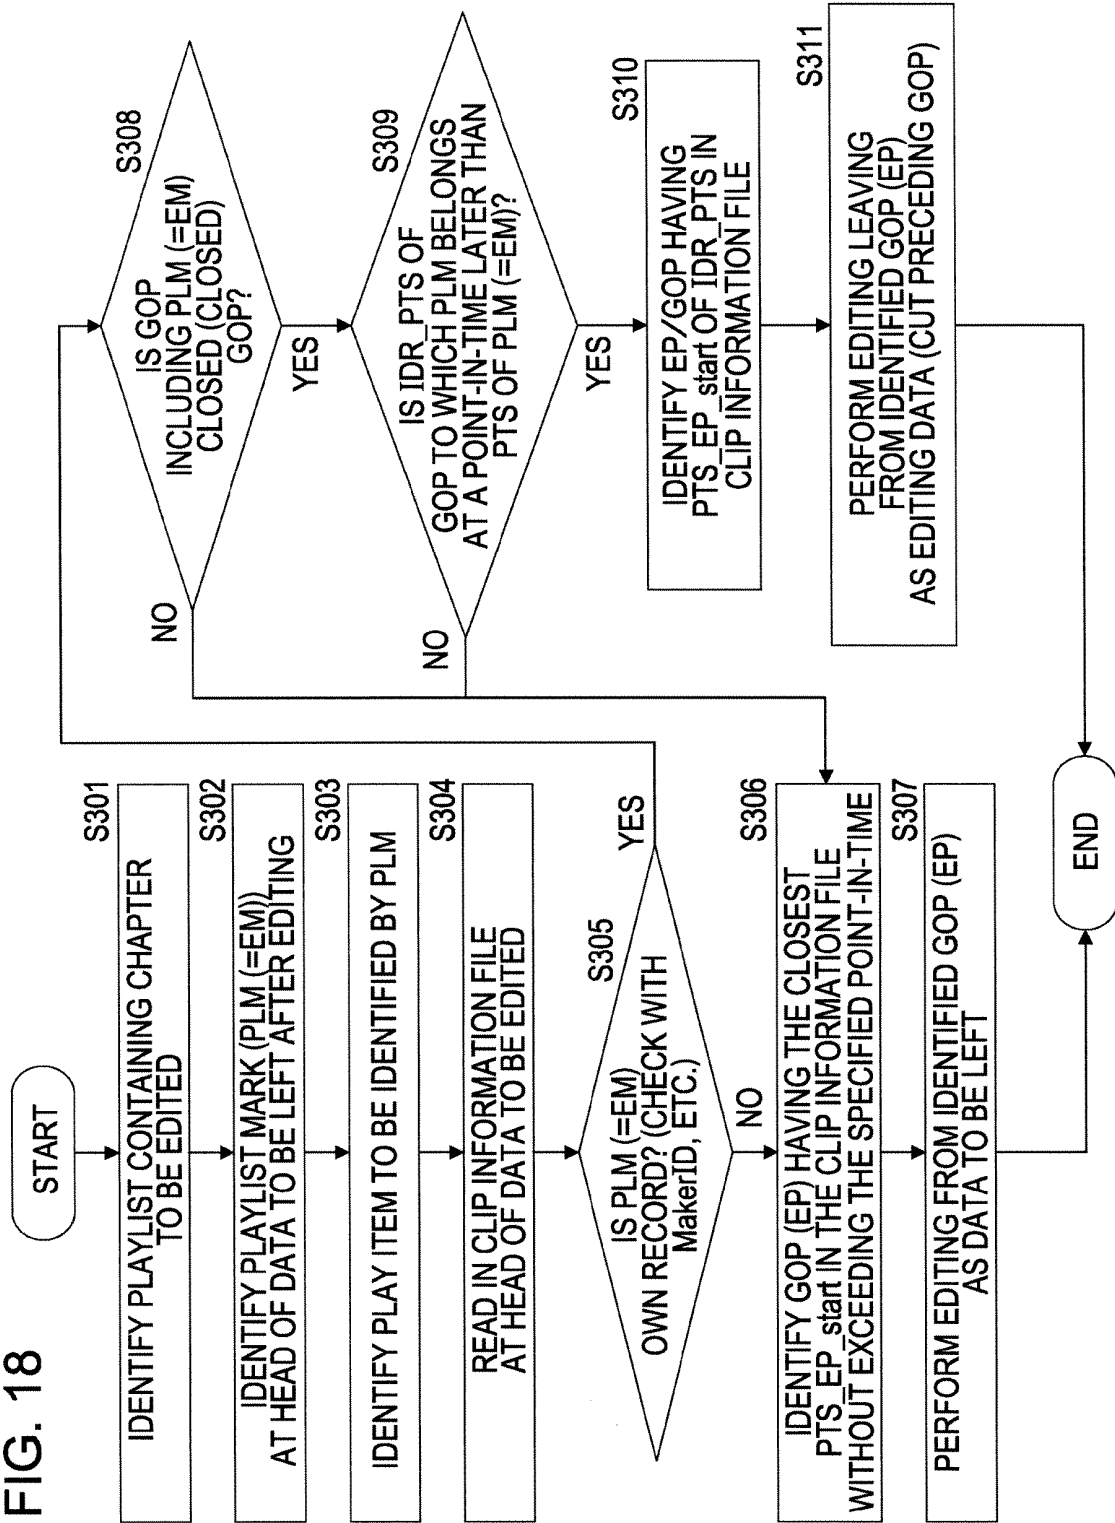 FIG. 18
START
S301
IDENTIFY PLAYLIST CONTAINING CHAPTER
TO BE EDITED
S302
IDENTIFY PLAYLIST MARK (PLM (=EM))
AT HEAD OF DATA TO BE LEFT AFTER EDITING
S303
IDENTIFY PLAY ITEM TO BE IDENTIFIED BY PLM
S304
READ IN CLIP INFORMATION FILE
AT HEAD OF DATA TO BE EDITED
S305
IS PLM (=EM)
OWN RECORD? (CHECK WITH
MakerID, ETC.)
YES
NO
S306
IDENTIFY GOP (EP) HAVING THE CLOSEST
PTS_EP_start IN THE CLIP INFORMATION FILE
WITHOUT EXCEEDING THE SPECIFIED POINT-IN-TIME
S307
PERFORM EDITING FROM IDENTIFIED GOP (EP)
AS DATA TO BE LEFT
S308
IS GOP
INCLUDING PLM (=EM)
CLOSED (CLOSED)
GOP?
NO
YES
S309
IS IDR_PTS OF
GOP TO WHICH PLM BELONGS
AT A POINT-IN-TIME LATER THAN
PTS OF PLM (=EM)?
NO
YES
S310
IDENTIFY EP/GOP HAVING
PTS_EP_start OF IDR_PTS IN
CLIP INFORMATION FILE
S311
PERFORM EDITING LEAVING
FROM IDENTIFIED GOP (EP)
AS EDITING DATA (CUT PRECEDING GOP)
END